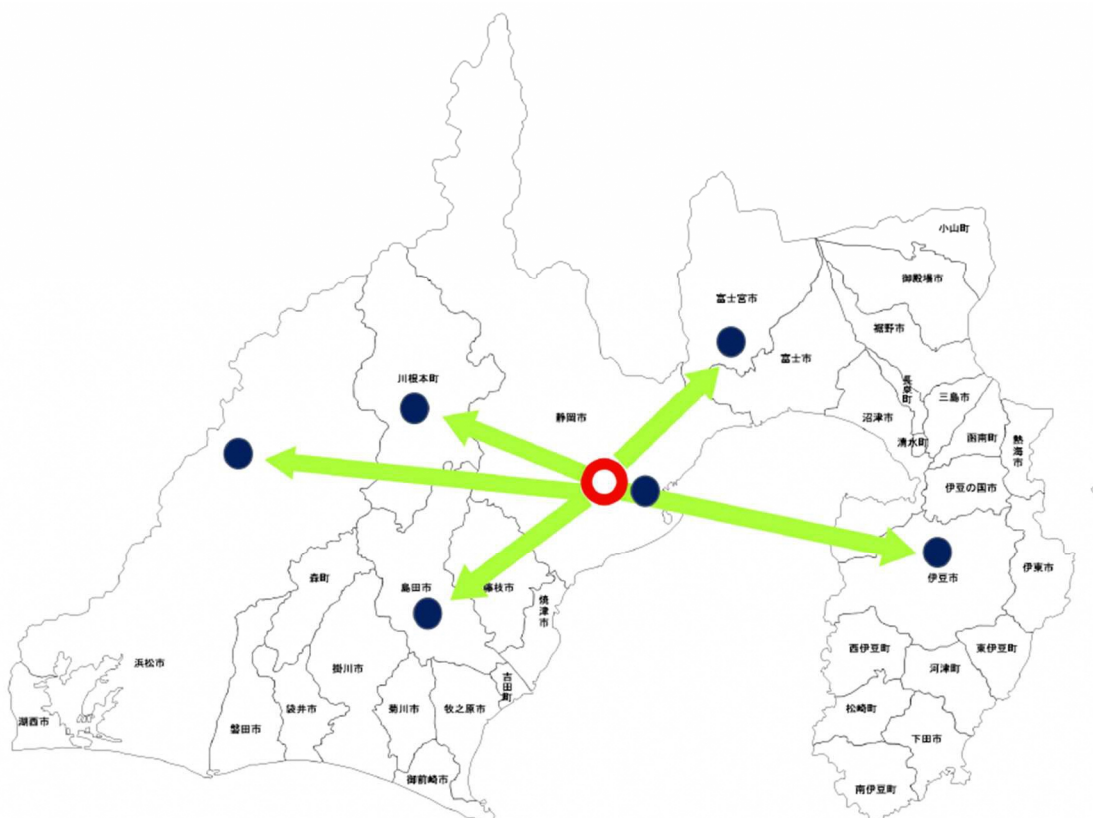 小山町
御殿場市
富士宮市
裾野市
富士市
川根本町
長泉町
三島市
静岡市
沼津市
清水町
函南町
熱海市
伊豆の国市
森町
島田市
藤枝市
焼津市
伊豆市
伊東市
浜松市
掛川市
西伊豆町
東伊豆町
河津町
吉田町
湖西市
磐田市
袋井市
菊川市
牧之原市
松崎町
下田市
御前崎市
南伊豆町